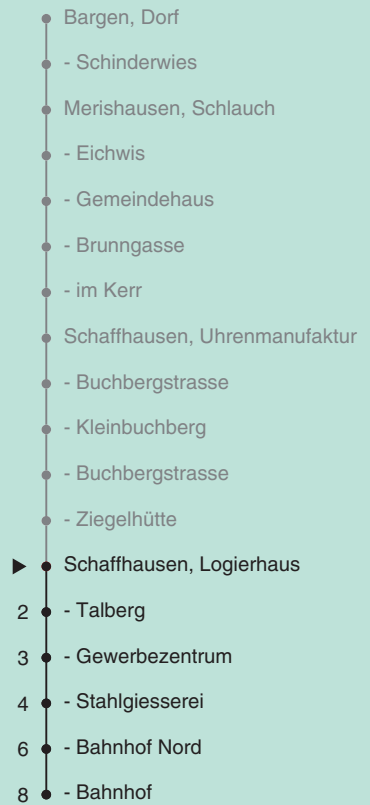 Bargen, Dorf
- Schinderwies
Merishausen, Schlauch
- Eichwis
- Gemeindehaus
- Brunngasse
- im Kerr
Schaffhausen, Uhrenmanufaktur
- Buchbergstrasse
- Kleinbuchberg
- Buchbergstrasse
- Ziegelhütte
Schaffhausen, Logierhaus
2 - Talberg
3 - Gewerbezentrum
4 - Stahlgiesserei
6 - Bahnhof Nord
8 - Bahnhof